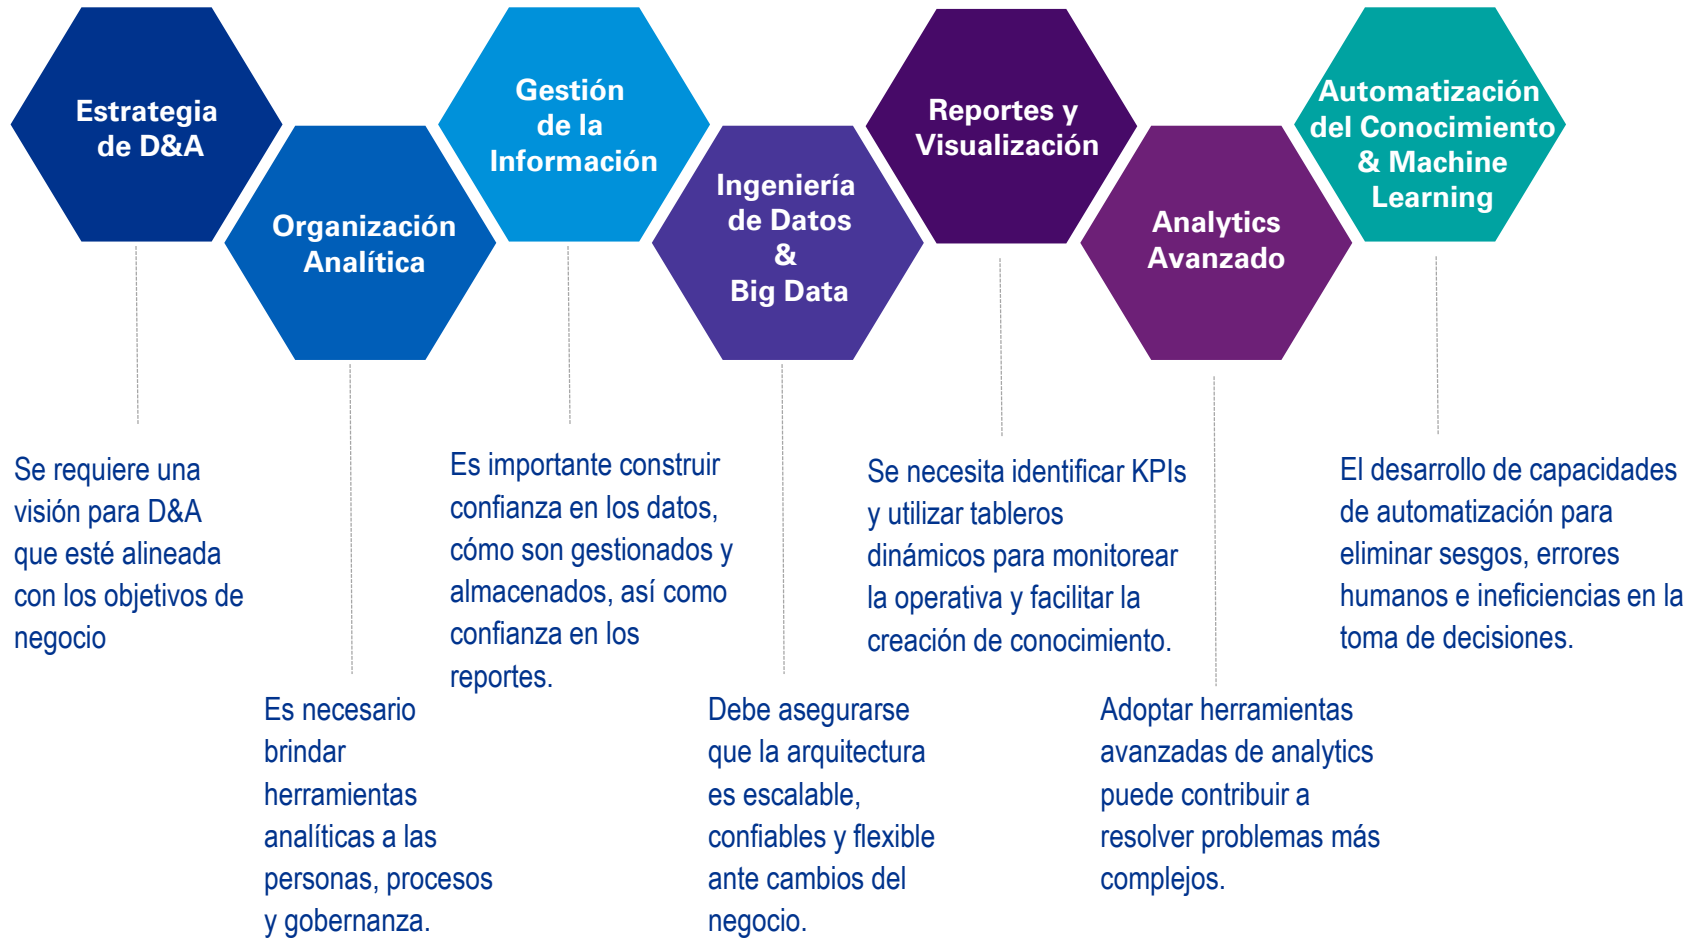 Estrategia
de D&A
Organización
Analítica
Gestión
de la
Información
Ingeniería
de Datos
&
Big Data
Reportes y
Visualización
Analytics
Avanzado
Automatización
del Conocimiento
& Machine
Learning
Se requiere una
visión para D&A
que esté alineada
con los objetivos de
negocio
Es necesario
brindar
herramientas
analíticas a las
personas, procesos
y gobernanza.
Es importante construir
confianza en los datos,
cómo son gestionados y
almacenados, así como
confianza en los
reportes.
Debe asegurarse
que la arquitectura
es escalable,
confiables y flexible
ante cambios del
negocio.
Se necesita identificar KPIs
y utilizar tableros
dinámicos para monitorear
la operativa y facilitar la
creación de conocimiento.
Adoptar herramientas
avanzadas de analytics
puede contribuir a
resolver problemas más
complejos.
El desarrollo de capacidades
de automatización para
eliminar sesgos, errores
humanos e ineficiencias en la
toma de decisiones.